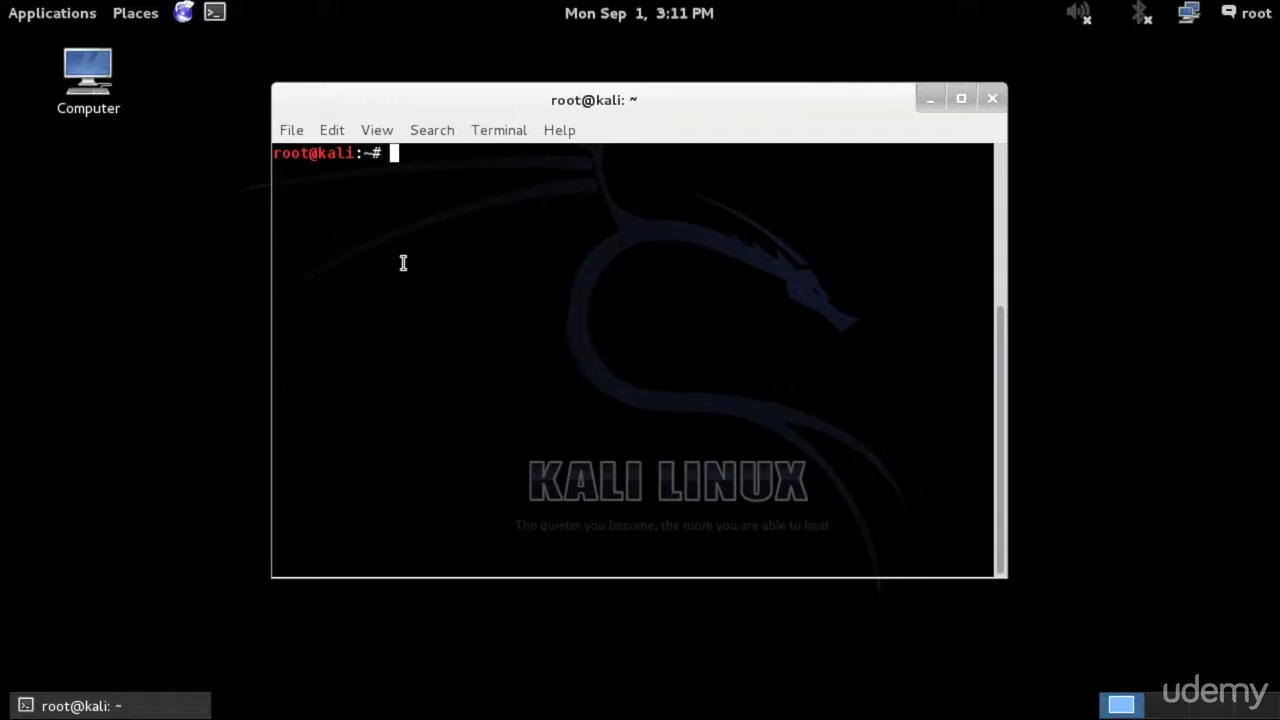 Applications Places Mon Sep 1, 3:11 PM root
Computer
root@kali: ~
File Edit View Search Terminal Help
root@kali:~#
KALI LINUX
The quieter you become, the more you are able to hear
root@kali: ~
udemy